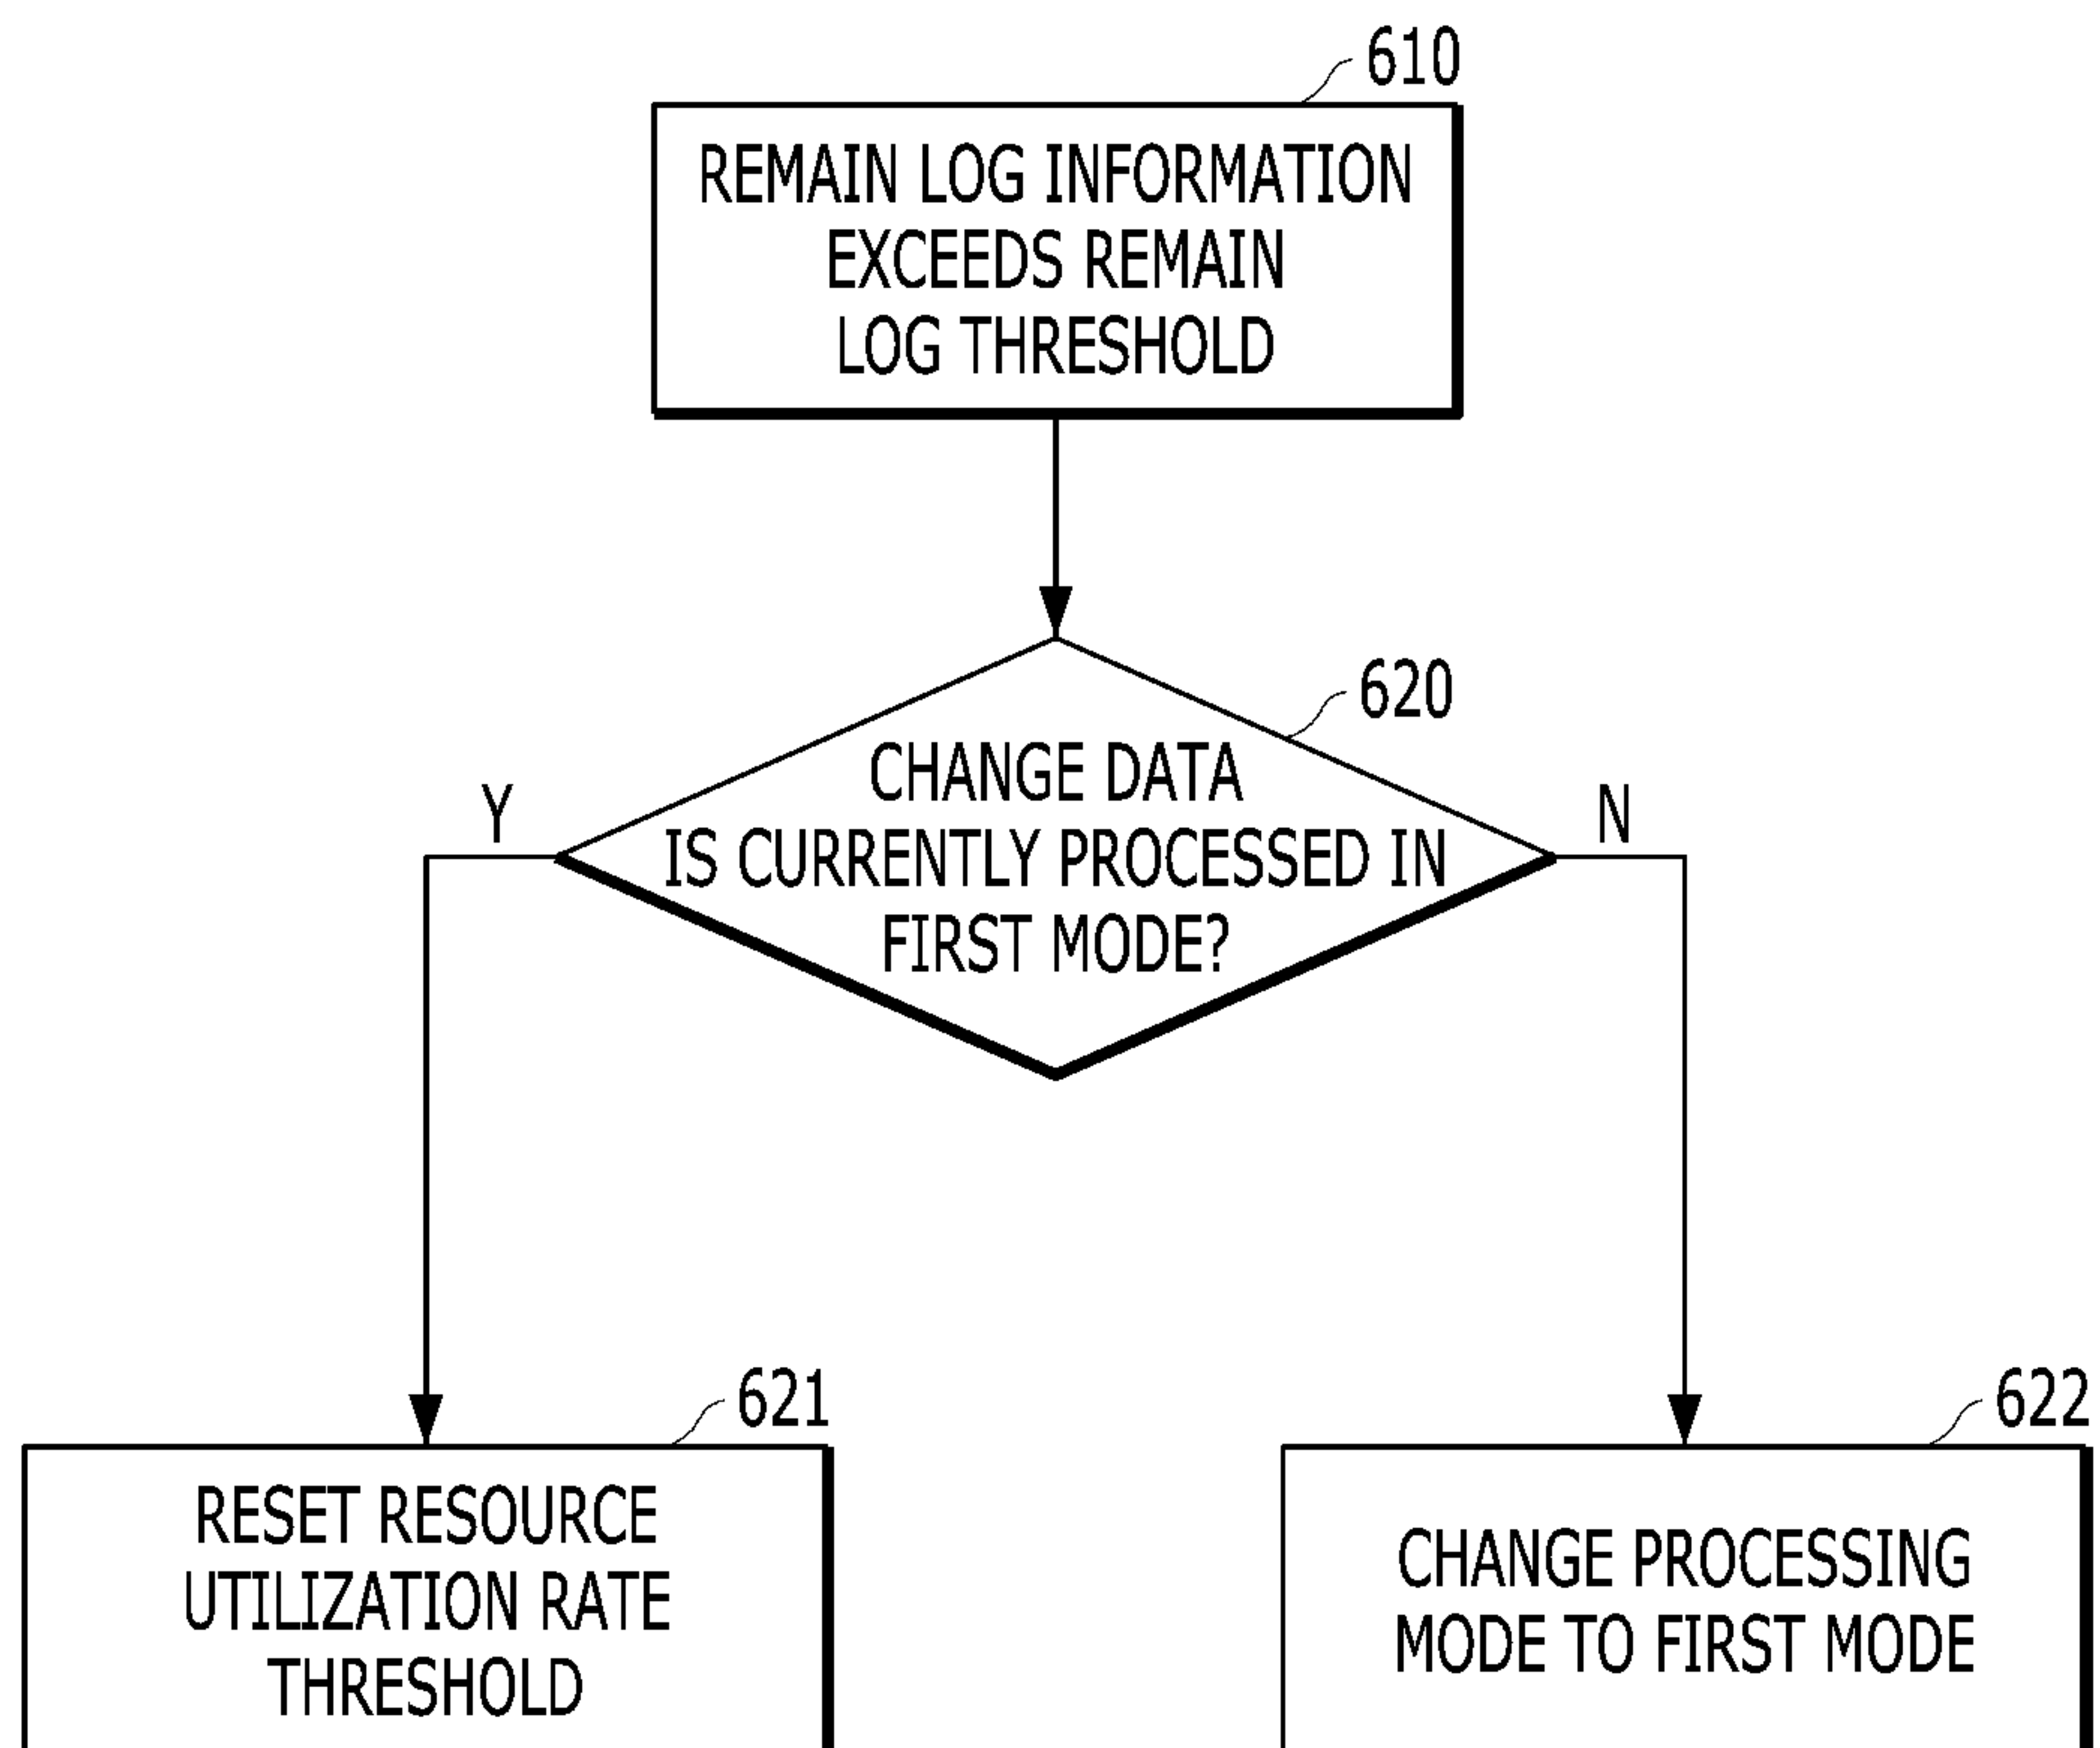 610
REMAIN LOG INFORMATION
EXCEEDS REMAIN
LOG THRESHOLD
620
CHANGE DATA
IS CURRENTLY PROCESSED IN
FIRST MODE?
Y
N
621
RESET RESOURCE
UTILIZATION RATE
THRESHOLD
622
CHANGE PROCESSING
MODE TO FIRST MODE